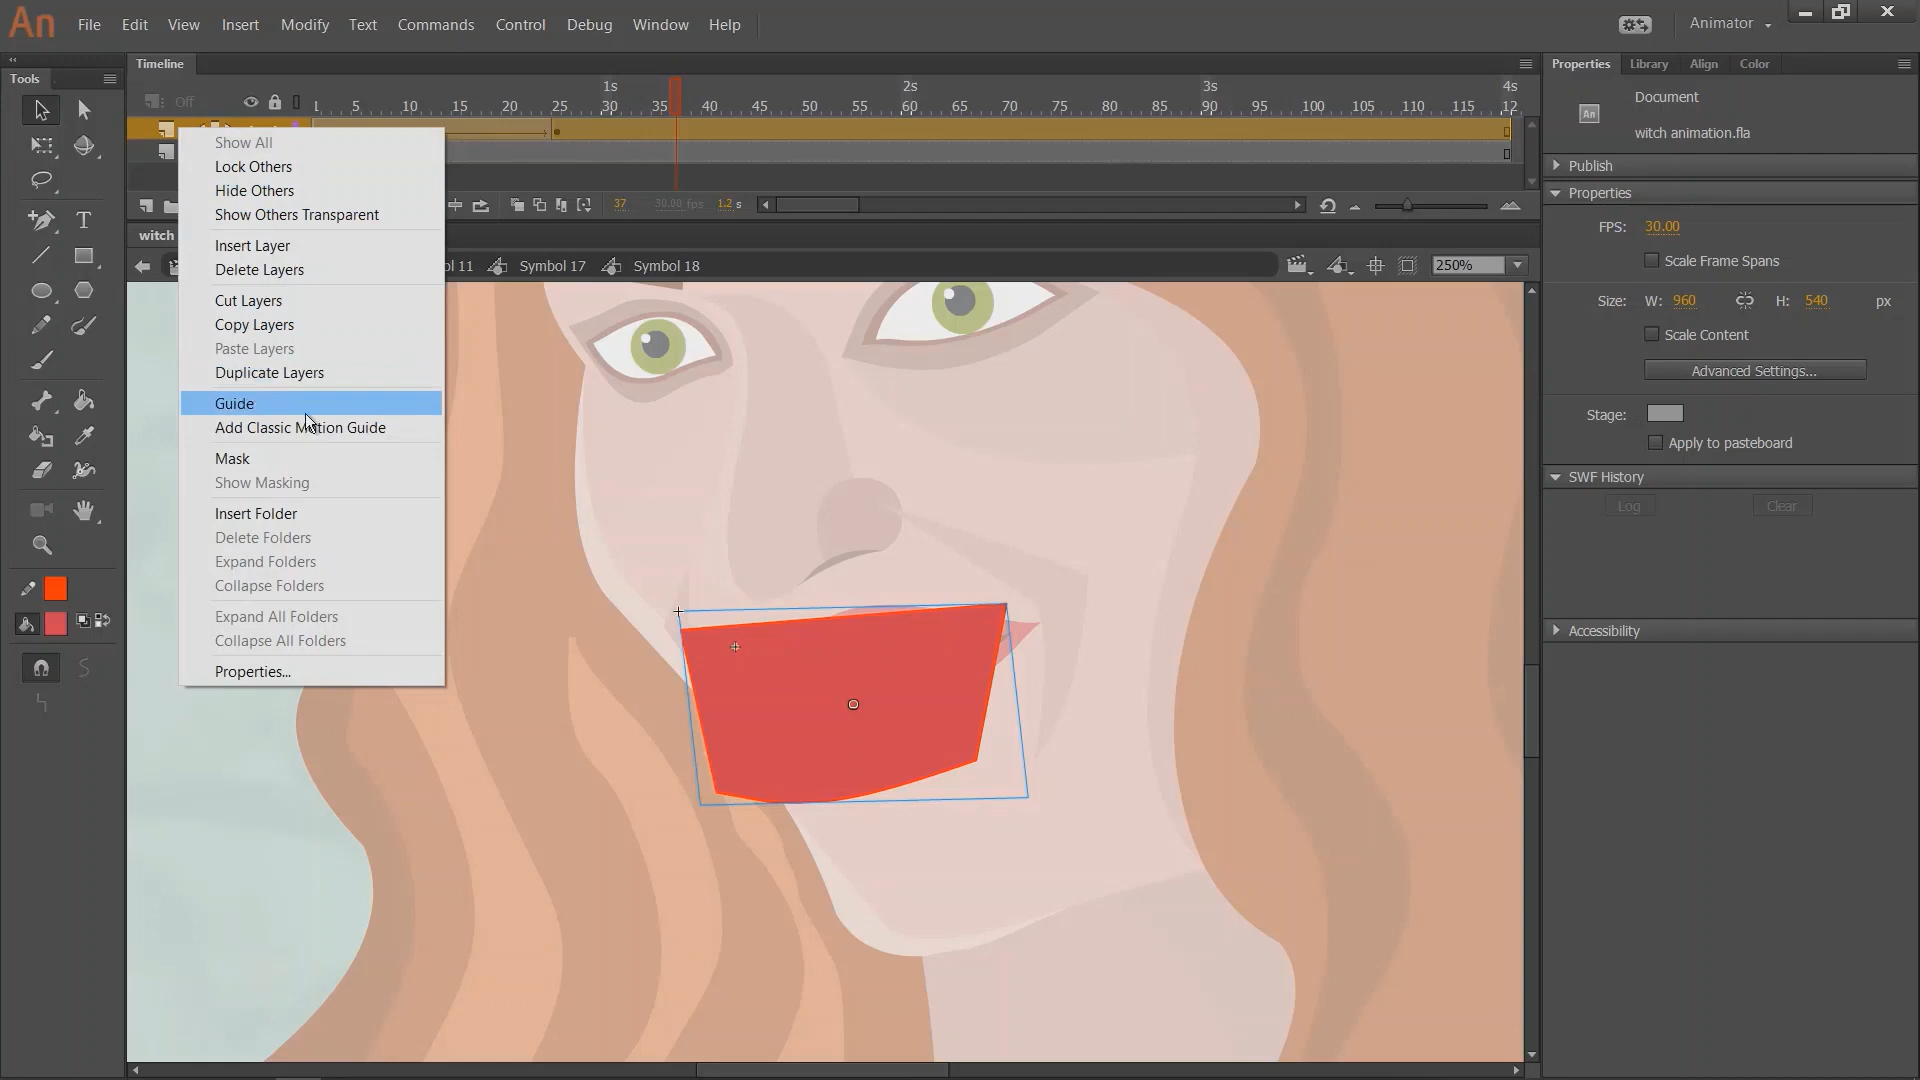 An File Edit View Insert Modify Text Commands Control Debug Window Help Animator
Tools
Timeline
Properties Library Align Color
1s 2s 3s 4s
Off 1 5 10 15 20 25 30 35 40 45 50 55 60 65 70 75 80 85 90 95 100 105 110 115 12
37 30.00 fps 1.2 s
witch
ol 11 Symbol 17 Symbol 18 250%
Show All
Lock Others
Hide Others
Show Others Transparent
Insert Layer
Delete Layers
Cut Layers
Copy Layers
Paste Layers
Duplicate Layers
Guide
Add Classic Motion Guide
Mask
Show Masking
Insert Folder
Delete Folders
Expand Folders
Collapse Folders
Expand All Folders
Collapse All Folders
Properties...
T
An
Document
witch animation.fla
Publish
Properties
FPS: 30.00
Scale Frame Spans
Size: W: 960 H: 540 px
Scale Content
Advanced Settings...
Stage:
Apply to pasteboard
SWF History
Log Clear
Accessibility